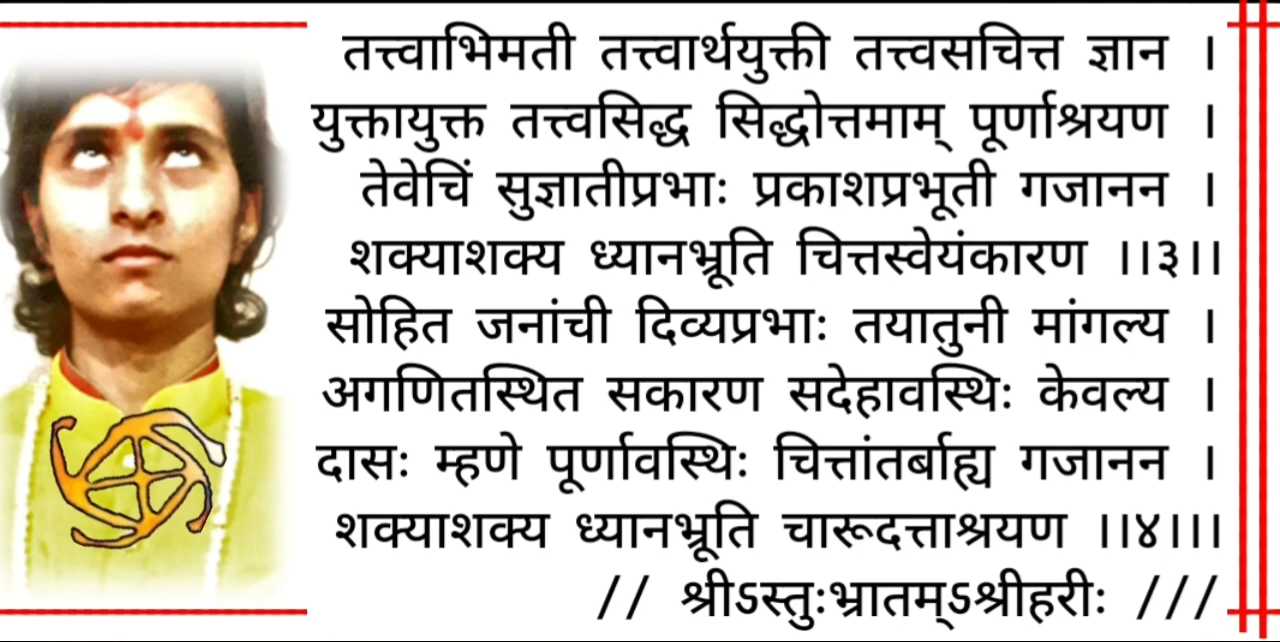 तत्त्वाभिमती तत्त्वार्थयुक्ती तत्त्वसचित्त ज्ञान ।
युक्तायुक्त तत्त्वसिद्ध सिद्धोत्तमाम् पूर्णाश्रयण ।
तेवेचिं सुज्ञातीप्रभाः प्रकाशप्रभूती गजानन ।
शक्याशक्य ध्यानभ्रूति चित्तस्वेयंकारण ।।३।।
सोहित जनांची दिव्यप्रभाः तयातुनी मांगल्य ।
अगणितस्थित सकारण सदेहावस्थिः केवल्य ।
दासः म्हणे पूर्णावस्थिः चित्तांतर्बाह्य गजानन ।
शक्याशक्य ध्यानभ्रूति चारूदत्ताश्रयण ।।४।।।
// श्रीऽस्तुःभ्रातम्ऽश्रीहरीः ///